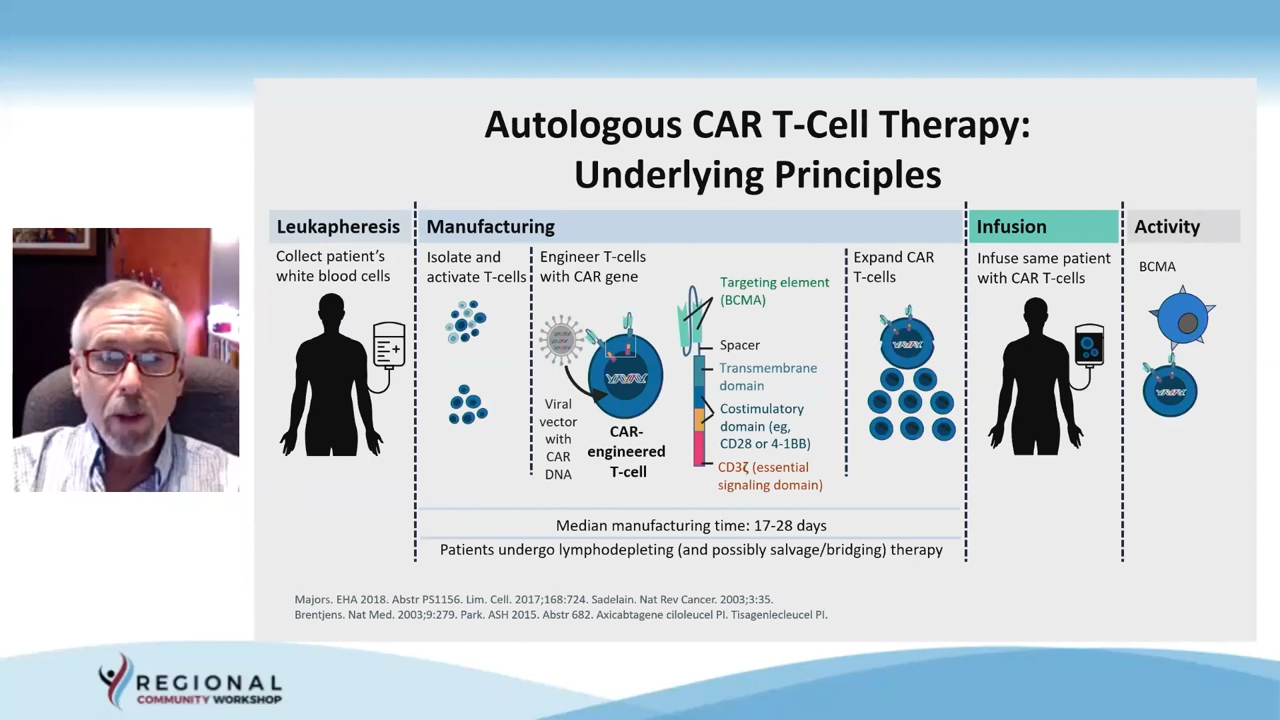 Autologous CAR T-Cell Therapy:
Underlying Principles
Leukapheresis
Collect patient's
white blood cells
Manufacturing
Isolate and
activate T-cells
Engineer T-cells
with CAR gene
Viral
vector
with
CAR
DNA
CAR-
engineered
T-cell
Targeting element
(BCMA)
Spacer
Transmembrane
domain
Costimulatory
domain (eg,
CD28 or 4-1BB)
CD3ζ (essential
signaling domain)
Expand CAR
T-cells
Median manufacturing time: 17-28 days
Patients undergo lymphodepleting (and possibly salvage/bridging) therapy
Infusion
Infuse same patient
with CAR T-cells
Activity
BCMA
Majors. EHA 2018. Abstr PS1156. Lim. Cell. 2017;168:724. Sadelain. Nat Rev Cancer. 2003;3:35.
Brentjens. Nat Med. 2003;9:279. Park. ASH 2015. Abstr 682. Axicabtagene ciloleucel PI. Tisagenlecleucel PI.
REGIONAL
COMMUNITY WORKSHOP